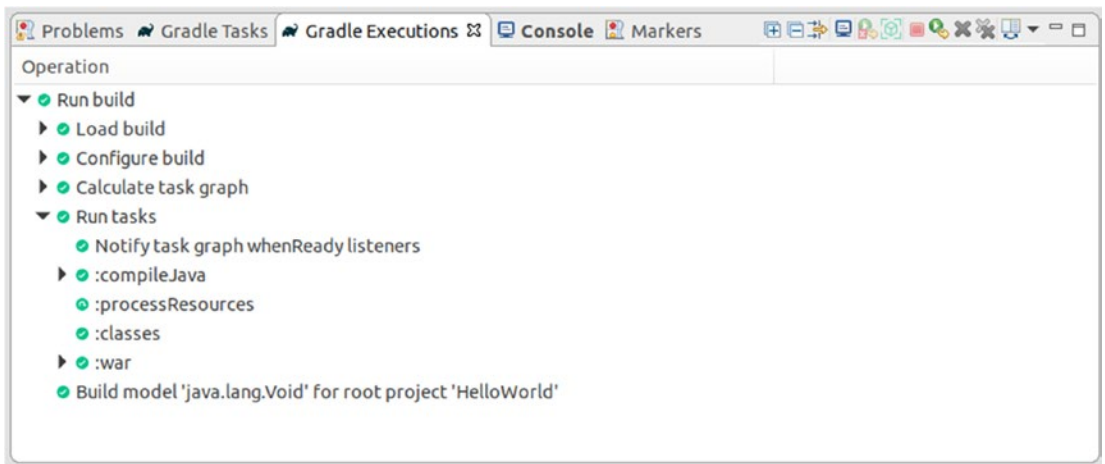 Problems Gradle Tasks Gradle Executions Console Markers
Operation
Run build
Load build
Configure build
Calculate task graph
Run tasks
Notify task graph whenReady listeners
:compileJava
:processResources
:classes
:war
Build model 'java.lang.Void' for root project 'HelloWorld'